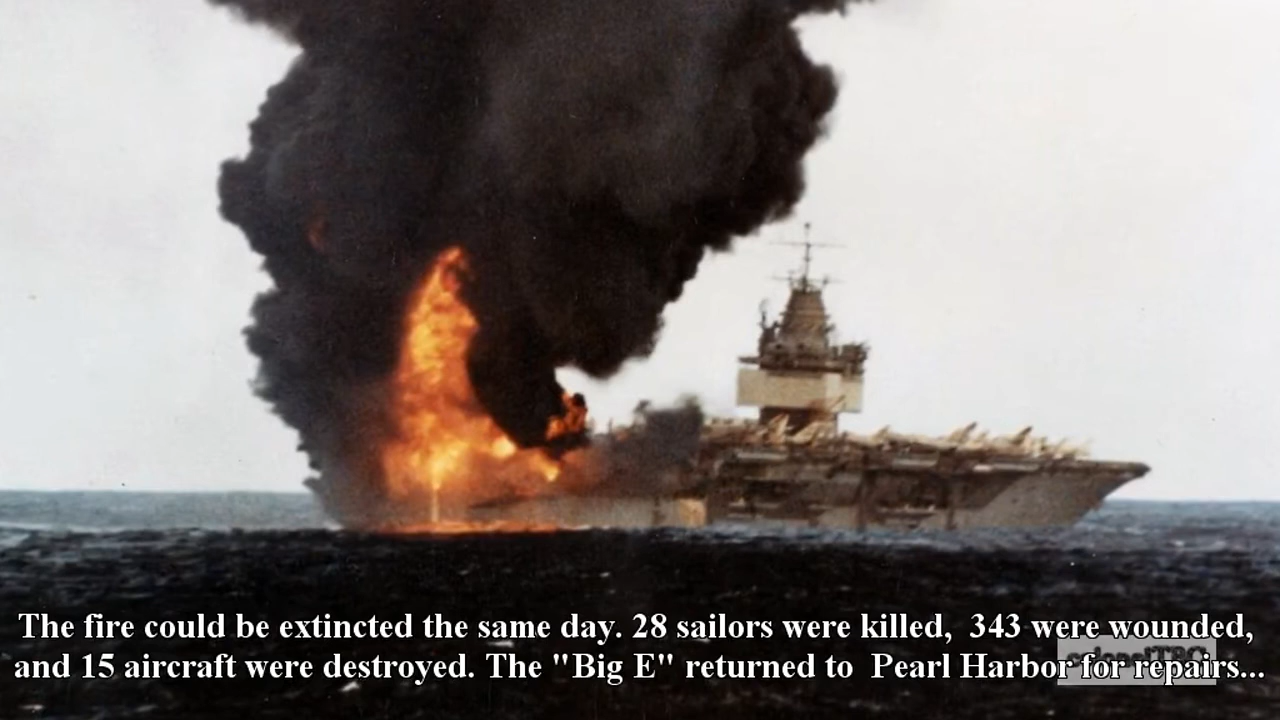 The fire could be extincted the same day. 28 sailors were killed,  343 were wounded,
and 15 aircraft were destroyed. The "Big E" returned to  Pearl Harbor for repairs...